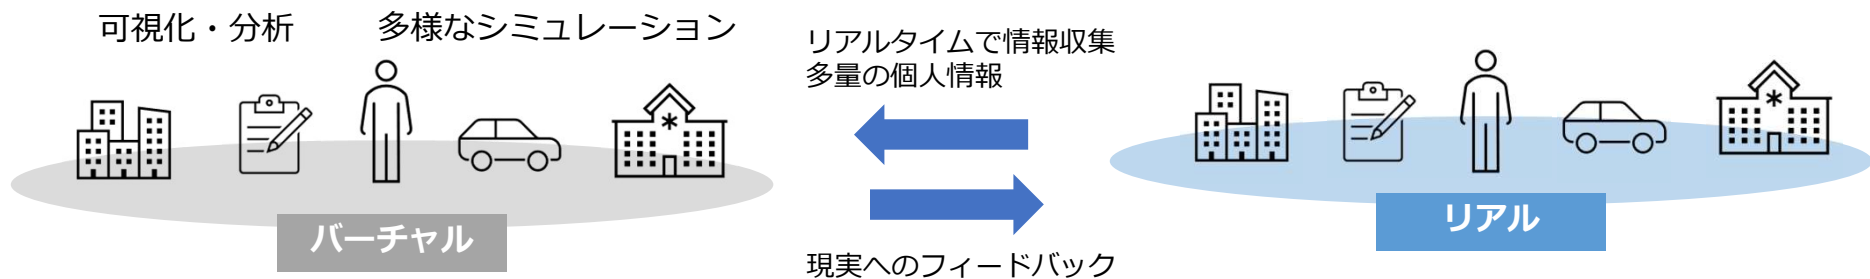 可視化・分析
多様なシミュレーション
バーチャル
リアルタイムで情報収集
多量の個人情報
現実へのフィードバック
リアル